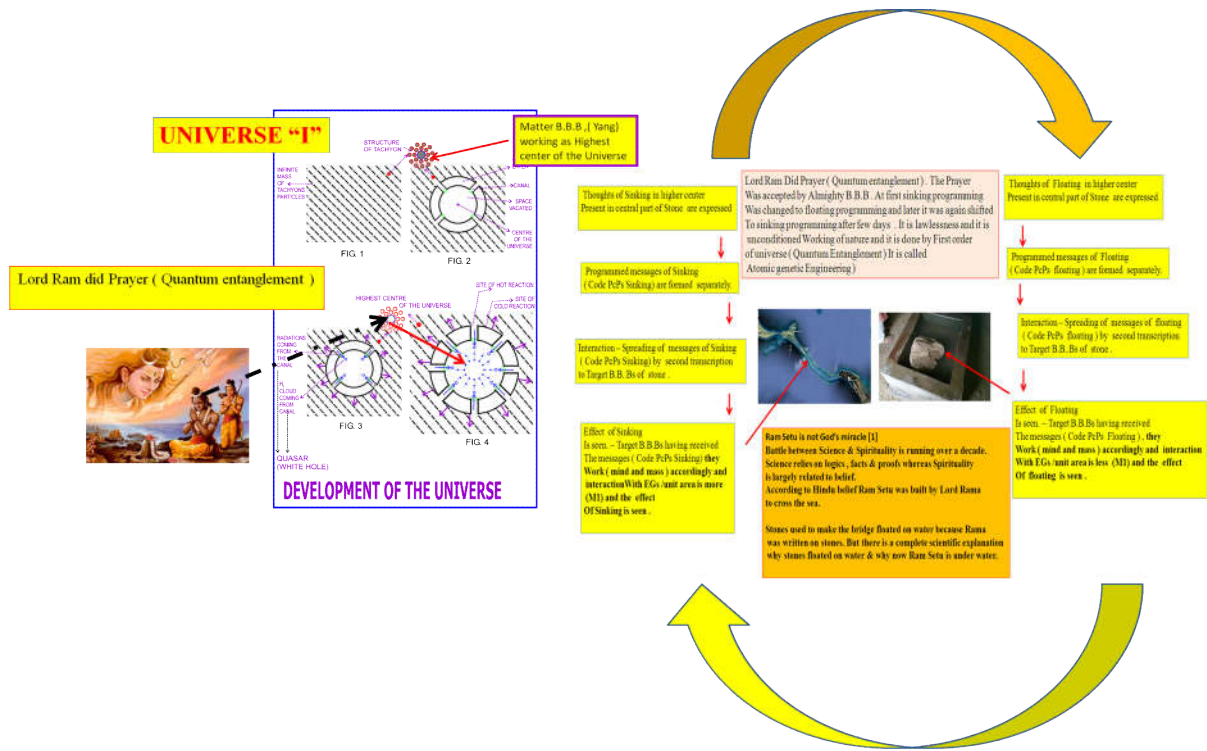 UNIVERSE “I”
Matter B.B.B ,( Yang)
working as Highest
center of the Universe
STRUCTURE
OF TACHYON
INFINITE
MASS
OF
TACHYONS
PARTICLES
CANAL
SPACE
VACATED
CENTRE
OF THE
UNIVERSE
FIG. 1
FIG. 2
Lord Ram did Prayer ( Quantum entanglement )
SITE OF HOT REACTION
HIGHEST CENTRE
OF THE UNIVERSE
SITE OF
COLD REACTION
RADIATIONS
COMING
FROM
THE
CANAL
H₂
CLOUD
COMING
FROM
CANAL
FIG. 3
FIG. 4
QUASAR
(WHITE HOLE)
DEVELOPMENT OF THE UNIVERSE
Thoughts of Sinking in higher center
Present in central part of Stone are expressed
Programmed messages of Sinking
( Code PcPs Sinking) are formed separately.
Interaction – Spreading of messages of Sinking
( Code PcPs Sinking) by second transcription
to Target B.B. Bs of stone .
Effect of Sinking
Is seen. – Target B.B.Bs having received
The messages ( Code PcPs Sinking) they
Work ( mind and mass ) accordingly and
interactionWith EGs /unit area is more
(M1) and the effect
Of Sinking is seen .
Lord Ram Did Prayer ( Quantum entanglement) . The Prayer
Was accepted by Almighty B.B.B . At first sinking programming
Was changed to floating programming and later it was again shifted
To sinking programming after few days . It is lawlessness and it is
unconditioned Working of nature and it is done by First order
of universe ( Quantum Entanglement ) It is called
Atomic genetic Engineering )
Ram Setu is not God's miracle [1]
Battle between Science & Spirituality is running over a decade.
Science relies on logics , facts & proofs whereas Spirituality
is largely related to belief.
According to Hindu belief Ram Setu was built by Lord Rama
to cross the sea.
Stones used to make the bridge floated on water because Rama
was written on stones. But there is a complete scientific explanation
why stones floated on water & why now Ram Setu is under water.
Thoughts of Floating in higher center
Present in central part of Stone are expressed
Programmed messages of Floating
( Code PcPs floating ) are formed separately.
Interaction – Spreading of messages of floating
( Code PcPs floating ) by second transcription
to Target B.B. Bs of stone .
Effect of Floating
Is seen. – Target B.B.Bs having received
The messages ( Code PcPs Floating ) , they
Work ( mind and mass ) accordingly and interaction
With EGs /unit area is less (M1) and the effect
Of floating is seen .